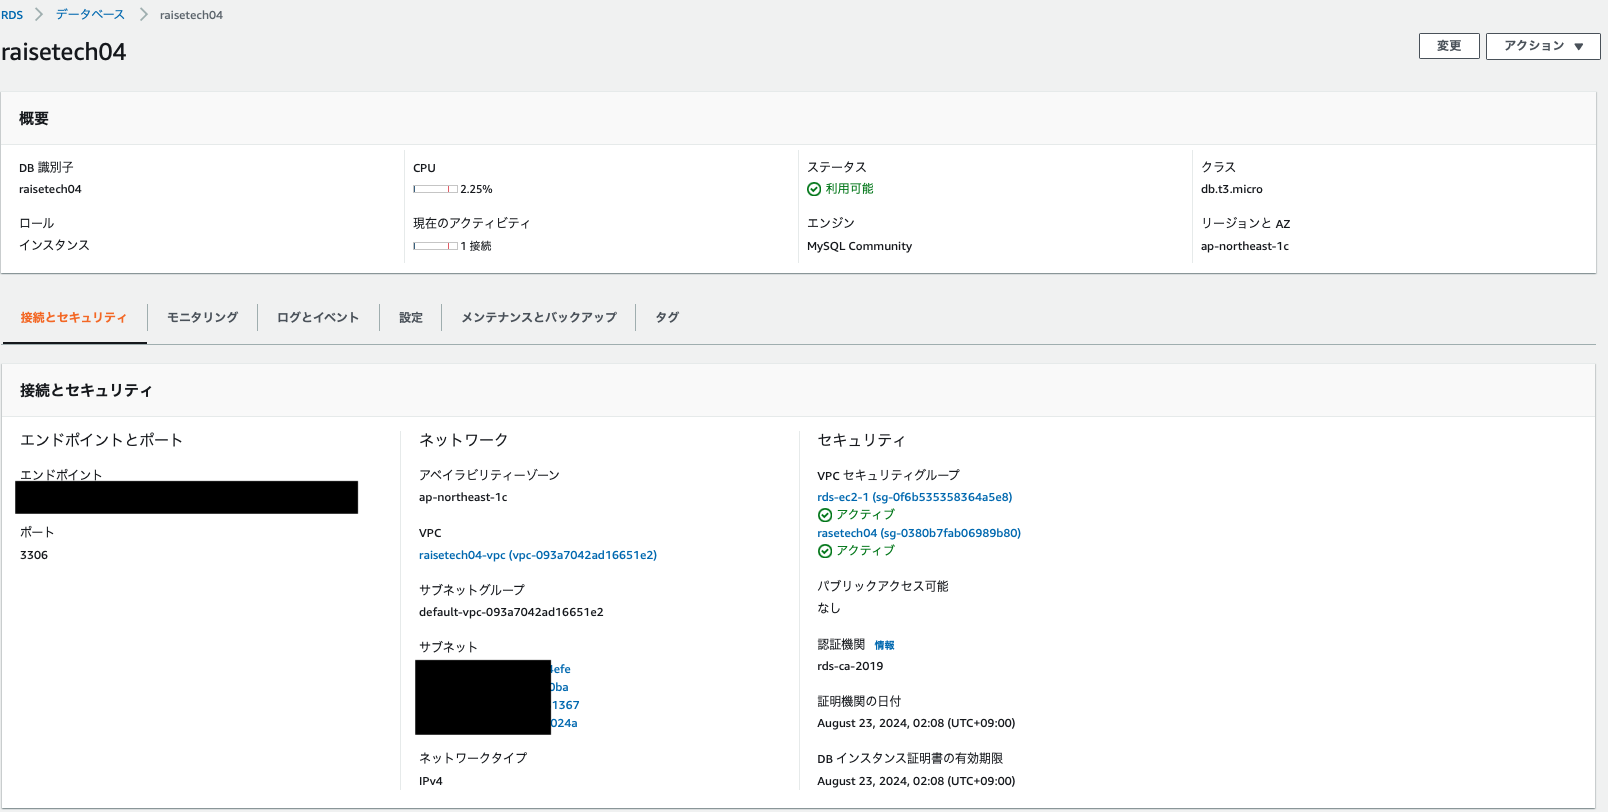 RDS > データベース > raisetech04
raisetech04
変更
アクション ▼
概要
DB 識別子
raisetech04
ロール
インスタンス
CPU
2.25%
現在のアクティビティ
1 接続
ステータス
利用可能
エンジン
MySQL Community
クラス
db.t3.micro
リージョンと AZ
ap-northeast-1c
接続とセキュリティ
モニタリング
ログとイベント
設定
メンテナンスとバックアップ
タグ
接続とセキュリティ
エンドポイントとポート
エンドポイント
ポート
3306
ネットワーク
アベイラビリティーゾーン
ap-northeast-1c
VPC
raisetech04-vpc (vpc-093a7042ad16651e2)
サブネットグループ
default-vpc-093a7042ad16651e2
サブネット
efe
0ba
1367
024a
ネットワークタイプ
IPv4
セキュリティ
VPC セキュリティグループ
rds-ec2-1 (sg-0f6b535358364a5e8)
アクティブ
rasetech04 (sg-0380b7fab06989b80)
アクティブ
パブリックアクセス可能
なし
認証機関 情報
rds-ca-2019
証明機関の日付
August 23, 2024, 02:08 (UTC+09:00)
DB インスタンス証明書の有効期限
August 23, 2024, 02:08 (UTC+09:00)